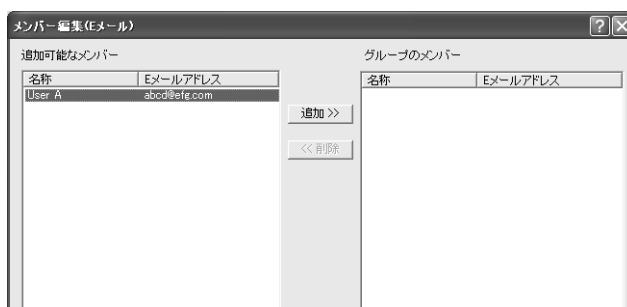 メンバー編集(Eメール)
追加可能なメンバー
グループのメンバー
名称 Eメールアドレス
名称 Eメールアドレス
User A abcd@efg.com
追加 >>
<< 削除